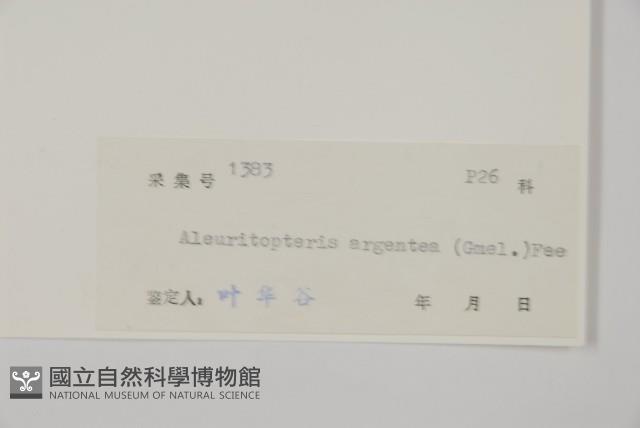 采集号 1383 P26 科
Aleuritopteris argentea (Gmel.)Fee
鉴定人: 叶华谷 年 月 日
國立自然科學博物館
NATIONAL MUSEUM OF NATURAL SCIENCE